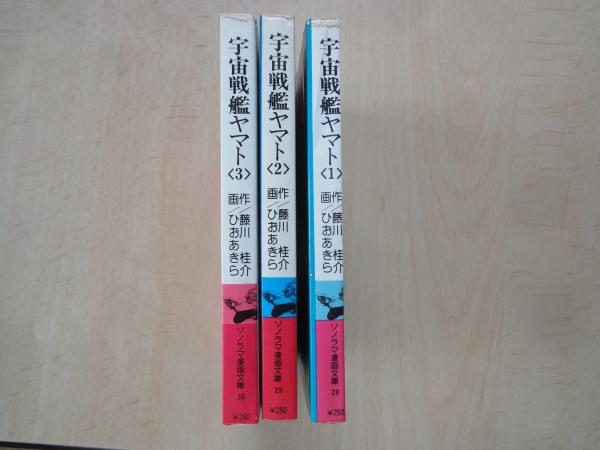 宇宙戦艦ヤマト〈3〉
作／藤川 桂介
画／ひおあきら
ソノラマ漫画文庫
30
¥260
宇宙戦艦ヤマト〈2〉
作／藤川 桂介
画／ひおあきら
ソノラマ漫画文庫
29
¥260
宇宙戦艦ヤマト〈1〉
作／藤川 桂介
画／ひおあきら
ソノラマ漫画文庫
28
¥260